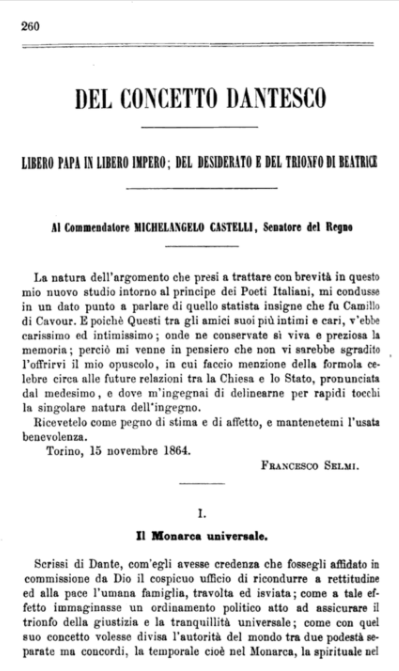 260
DEL CONCETTO DANTESCO
LIBERO PAPA IN LIBERO IMPERO; DEL DESIDERATO E DEL TRIONFO DI BEATRICE
Al Commendatore MICHELANGELO CASTELLI, Senatore del Regno
La natura dell'argomento che presi a trattare con brevità in questo
mio nuovo studio intorno al principe dei Poeti Italiani, mi condusse
in un dato punto a parlare di quello statista insigne che fu Camillo
di Cavour. E poichè Questi tra gli amici suoi più intimi e cari, v'ebbe
carissimo ed intimissimo; onde ne conservate sì viva e preziosa la
memoria; perciò mi venne in pensiero che non vi sarebbe sgradito
l'offrirvi il mio opuscolo, in cui faccio menzione della formola ce-
lebre circa alle future relazioni tra la Chiesa e lo Stato, pronunciata
dal medesimo, e dove m'ingegnai di delinearne per rapidi tocchi
la singolare natura dell'ingegno.
Ricevetelo come pegno di stima e di affetto, e mantenetemi l'usata
benevolenza.
Torino, 15 novembre 1864.
FRANCESCO SELMI.
I.
Il Monarca universale.
Scrissi di Dante, com'egli avesse credenza che fossegli affidato in
commissione da Dio il cospicuo ufficio di ricondurre a rettitudine
ed alla pace l'umana famiglia, travolta ed isviata; come a tale ef-
fetto immaginasse un ordinamento politico atto ad assicurare il
trionfo della giustizia e la tranquillità universale; come con quel
suo concetto volesse divisa l'autorità del mondo tra due podestà se-
parate ma concordi, la temporale cioè nel Monarca, la spirituale nel